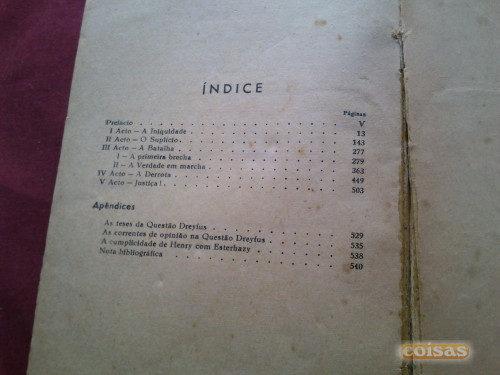 ÍNDICE
Páginas
Prefácio V
I Acto — A Iniquidade 13
II Acto — O Suplício 143
III Acto — A Batalha 277
I — A primeira brecha 279
II — A Verdade em marcha 363
IV Acto — A Derrota 449
V Acto — Justiça! 503
Apêndices
As teses da Questão Dreyfus 529
As correntes de opinião na Questão Dreyfus 535
A cumplicidade de Henry com Esterhazy 538
Nota bibliográfica 540
coisas